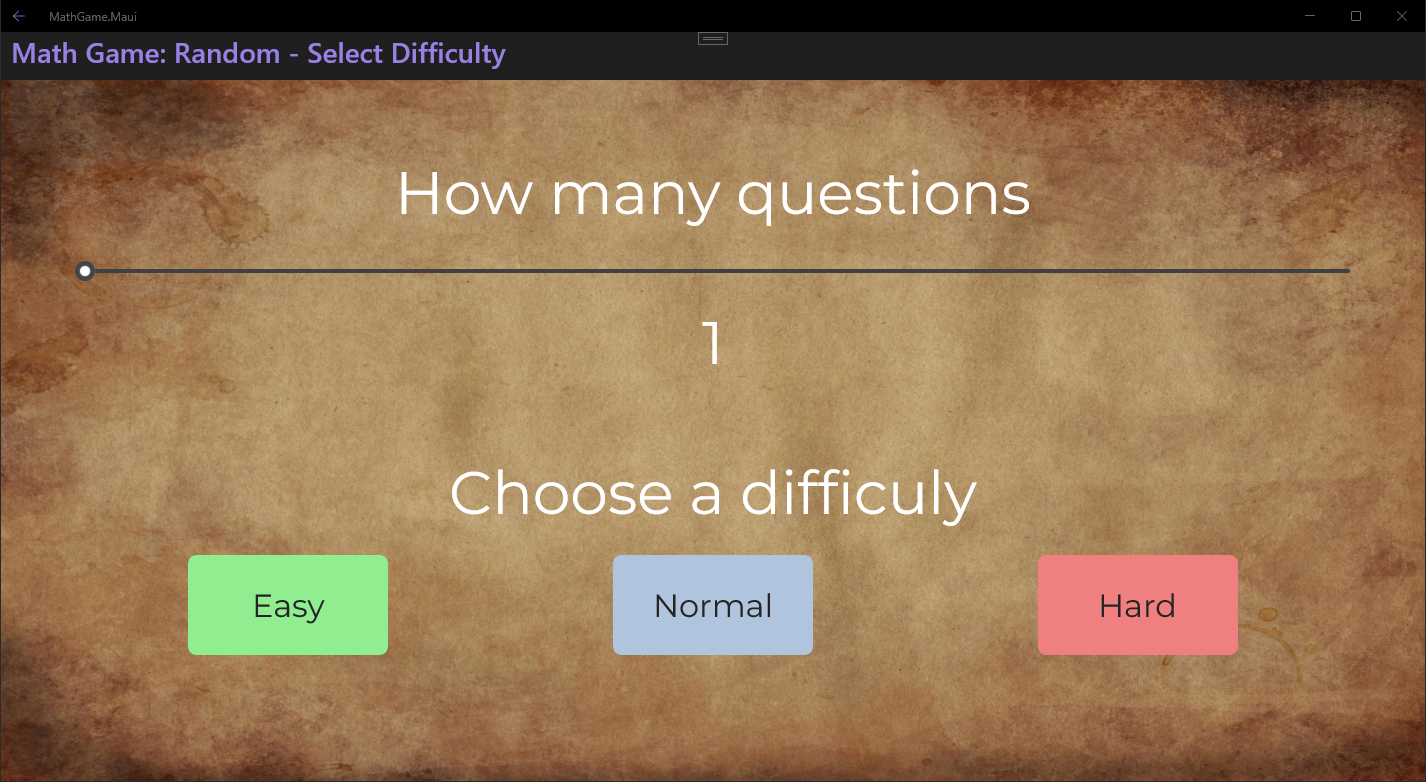 MathGame.Maui
Math Game: Random - Select Difficulty
How many questions
1
Choose a difficuly
Easy
Normal
Hard